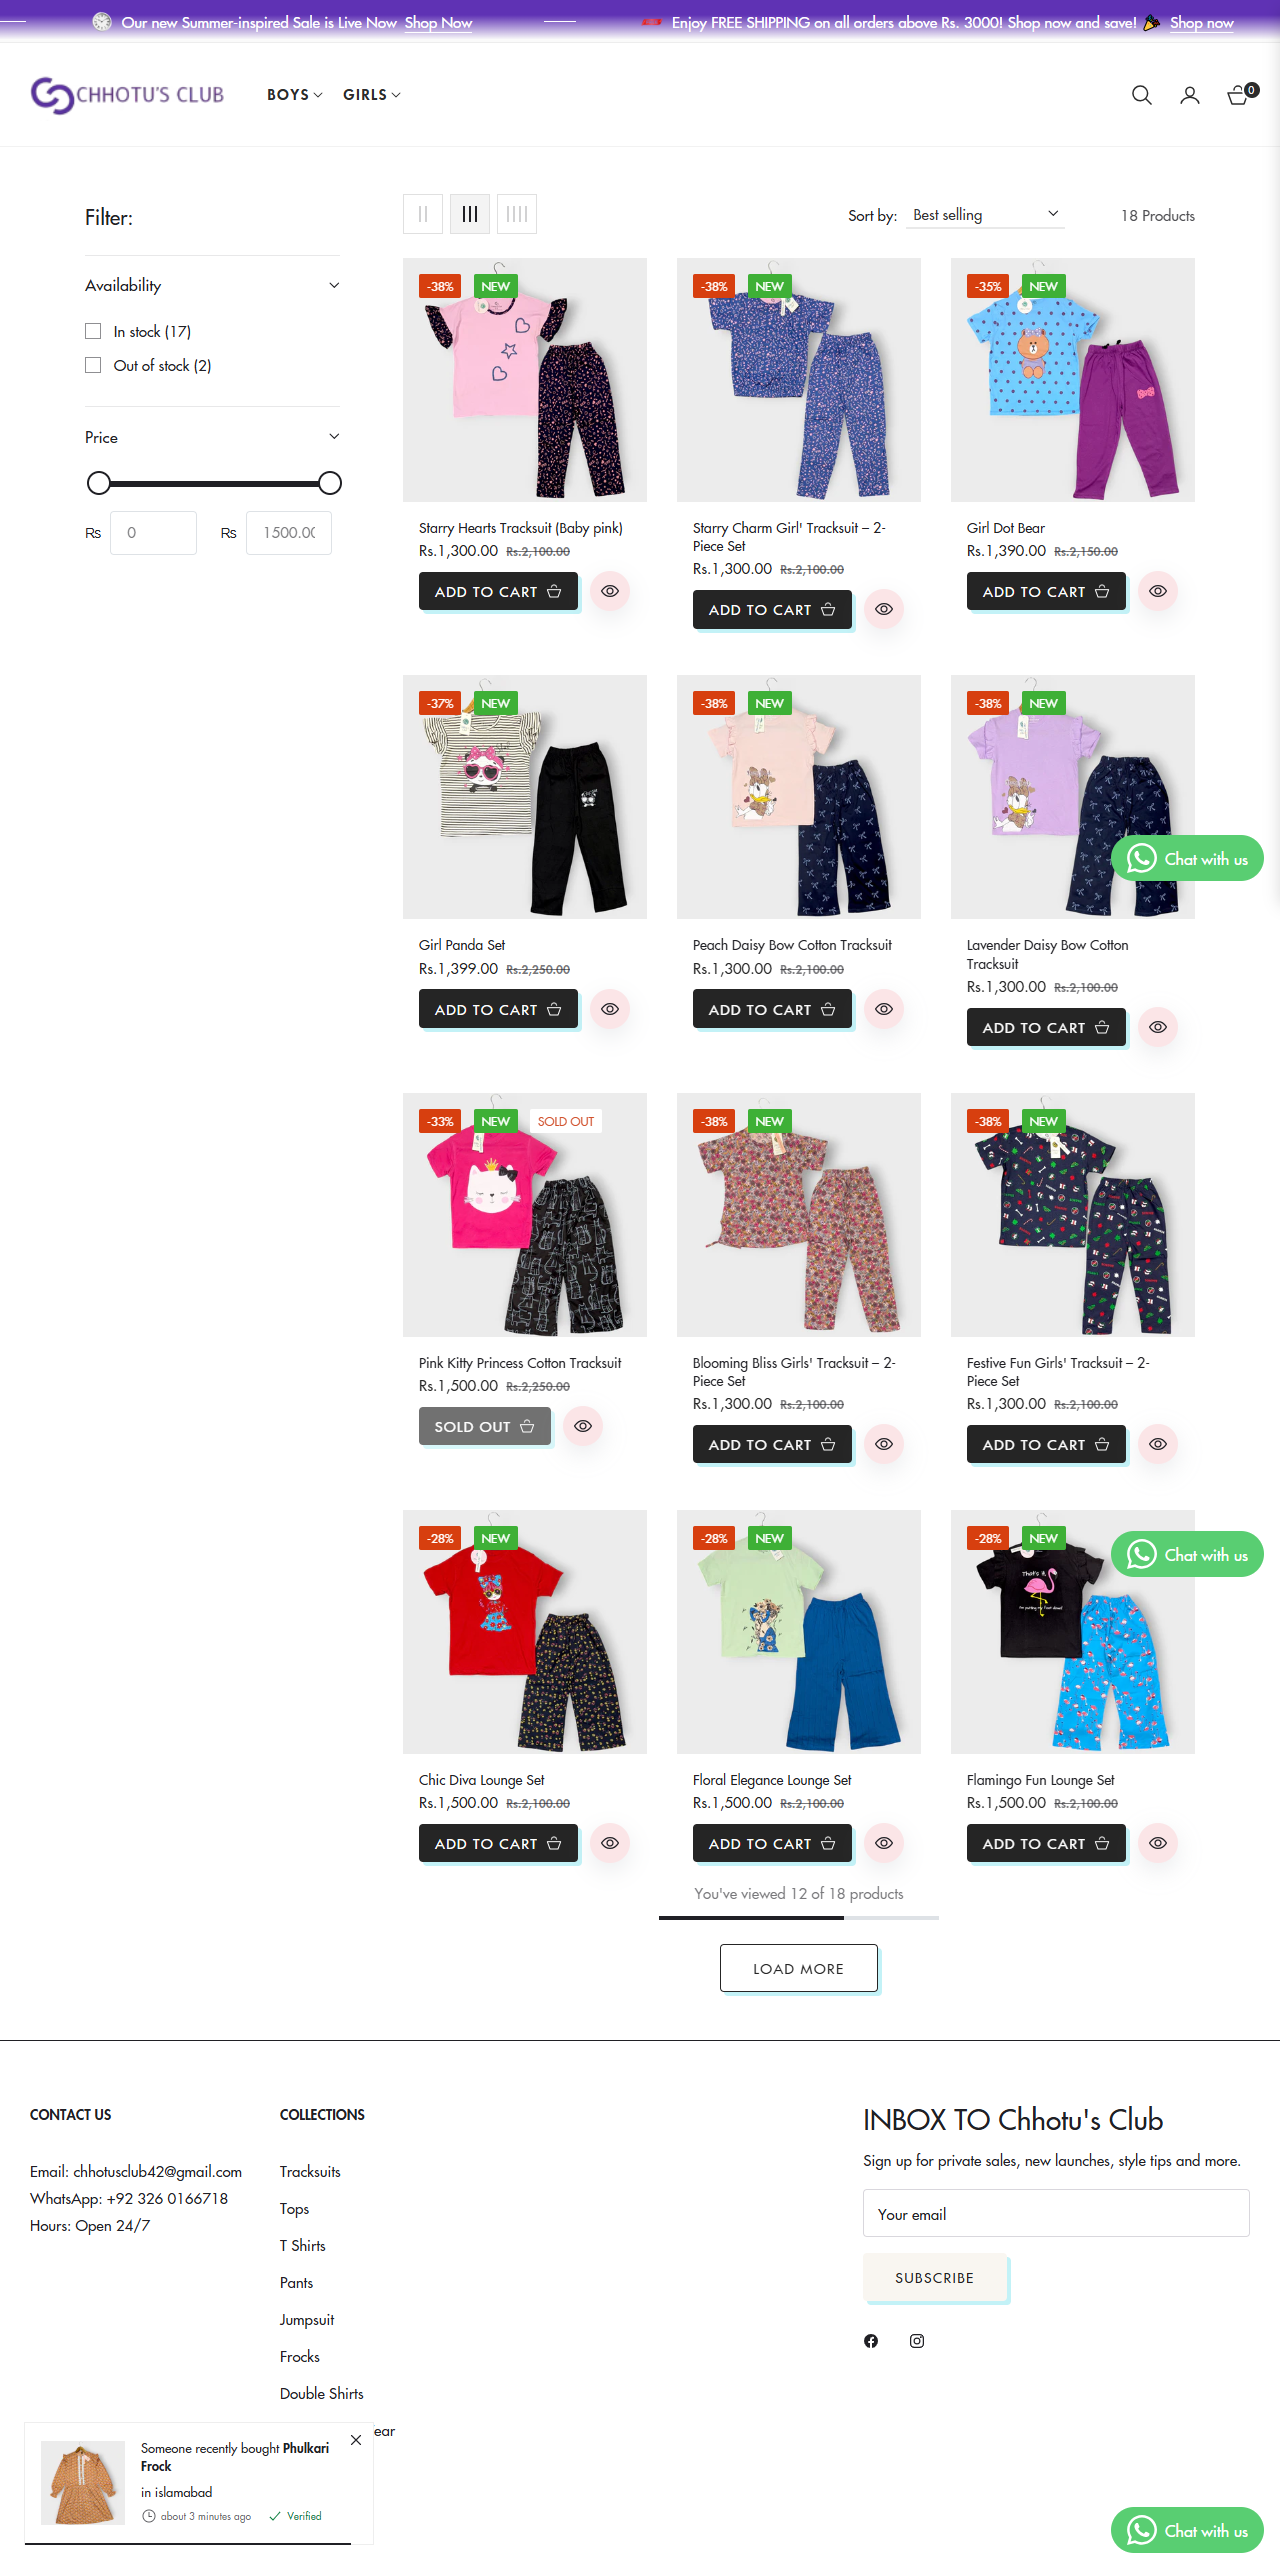 Our new Summer-inspired Sale is Live Now Shop Now
Enjoy FREE SHIPPING on all orders above Rs. 3000! Shop now and save! Shop now
CHHOTU'S CLUB
BOYS
GIRLS
0
Filter:
Sort by:
Best selling
18 Products
Availability
In stock (17)
Out of stock (2)
Price
Rs
0
Rs
1500.00
-38%
NEW
-38%
NEW
-35%
NEW
Starry Hearts Tracksuit (Baby pink)
Rs.1,300.00 Rs.2,100.00
ADD TO CART
Starry Charm Girl' Tracksuit – 2-
Piece Set
Rs.1,300.00 Rs.2,100.00
ADD TO CART
Girl Dot Bear
Rs.1,390.00 Rs.2,150.00
ADD TO CART
-37%
NEW
-38%
NEW
-38%
NEW
Chat with us
Girl Panda Set
Rs.1,399.00 Rs.2,250.00
ADD TO CART
Peach Daisy Bow Cotton Tracksuit
Rs.1,300.00 Rs.2,100.00
ADD TO CART
Lavender Daisy Bow Cotton
Tracksuit
Rs.1,300.00 Rs.2,100.00
ADD TO CART
-33%
NEW
SOLD OUT
-38%
NEW
-38%
NEW
Pink Kitty Princess Cotton Tracksuit
Rs.1,500.00 Rs.2,250.00
SOLD OUT
Blooming Bliss Girls' Tracksuit – 2-
Piece Set
Rs.1,300.00 Rs.2,100.00
ADD TO CART
Festive Fun Girls' Tracksuit – 2-
Piece Set
Rs.1,300.00 Rs.2,100.00
ADD TO CART
-28%
NEW
-28%
NEW
-28%
NEW
That's it,
Chat with us
Chic Diva Lounge Set
Rs.1,500.00 Rs.2,100.00
ADD TO CART
Floral Elegance Lounge Set
Rs.1,500.00 Rs.2,100.00
ADD TO CART
Flamingo Fun Lounge Set
Rs.1,500.00 Rs.2,100.00
ADD TO CART
You've viewed 12 of 18 products
LOAD MORE
CONTACT US
Email: chhotusclub42@gmail.com
WhatsApp: +92 326 0166718
Hours: Open 24/7
COLLECTIONS
Tracksuits
Tops
T Shirts
Pants
Jumpsuit
Frocks
Double Shirts
ear
INBOX TO Chhotu's Club
Sign up for private sales, new launches, style tips and more.
Your email
SUBSCRIBE
Someone recently bought Phulkari
Frock
in islamabad
about 3 minutes ago
Verified
Chat with us